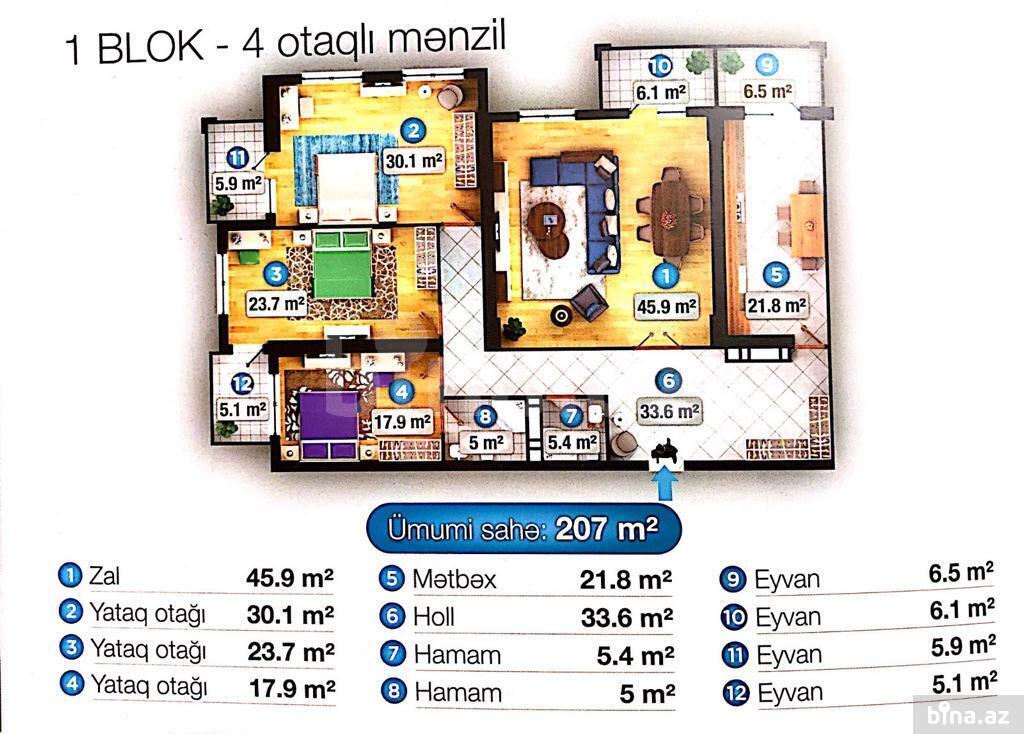 1 BLOK - 4 otaqlı mənzil
10
6.1 m²
9
6.5 m²
2
30.1 m²
11
5.9 m²
3
23.7 m²
1
45.9 m²
5
21.8 m²
12
5.1 m²
4
17.9 m²
6
33.6 m²
8
5 m²
7
5.4 m²
Ümumi sahə: 207 m²
1 Zal 45.9 m²
2 Yataq otağı 30.1 m²
3 Yataq otağı 23.7 m²
4 Yataq otağı 17.9 m²
5 Mətbəx 21.8 m²
6 Holl 33.6 m²
7 Hamam 5.4 m²
8 Hamam 5 m²
9 Eyvan 6.5 m²
10 Eyvan 6.1 m²
11 Eyvan 5.9 m²
12 Eyvan 5.1 m²
bina.az